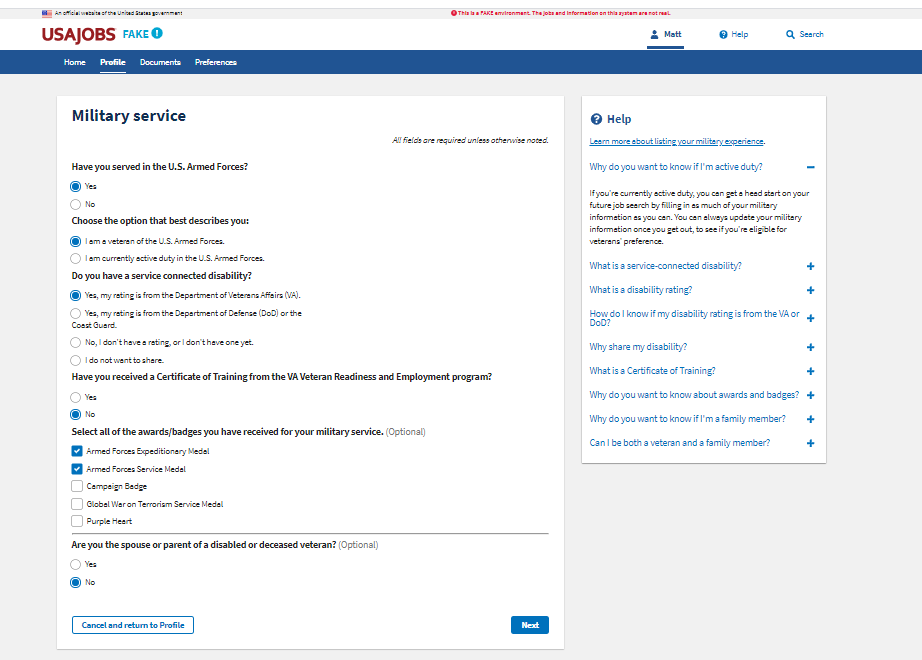 An official website of the United States government
This is a FAKE environment. The jobs and information on this system are not real.
USAJOBS FAKE
Matt
Help
Search
Home
Profile
Documents
Preferences
Military service
All fields are required unless otherwise noted.
Have you served in the U.S. Armed Forces?
Yes
No
Choose the option that best describes you:
I am a veteran of the U.S. Armed Forces.
I am currently active duty in the U.S. Armed Forces.
Do you have a service connected disability?
Yes, my rating is from the Department of Veterans Affairs (VA).
Yes, my rating is from the Department of Defense (DoD) or the
Coast Guard.
No, I don't have a rating, or I don't have one yet.
I do not want to share.
Have you received a Certificate of Training from the VA Veteran Readiness and Employment program?
Yes
No
Select all of the awards/badges you have received for your military service. (Optional)
Armed Forces Expeditionary Medal
Armed Forces Service Medal
Campaign Badge
Global War on Terrorism Service Medal
Purple Heart
Are you the spouse or parent of a disabled or deceased veteran? (Optional)
Yes
No
Cancel and return to Profile
Next
Help
Learn more about listing your military experience.
Why do you want to know if I'm active duty?
If you're currently active duty, you can get a head start on your
future job search by filling in as much of your military
information as you can. You can always update your military
information once you get out, to see if you're eligible for
veterans' preference.
What is a service-connected disability?
What is a disability rating?
How do I know if my disability rating is from the VA or
DoD?
Why share my disability?
What is a Certificate of Training?
Why do you want to know about awards and badges?
Why do you want to know if I'm a family member?
Can I be both a veteran and a family member?